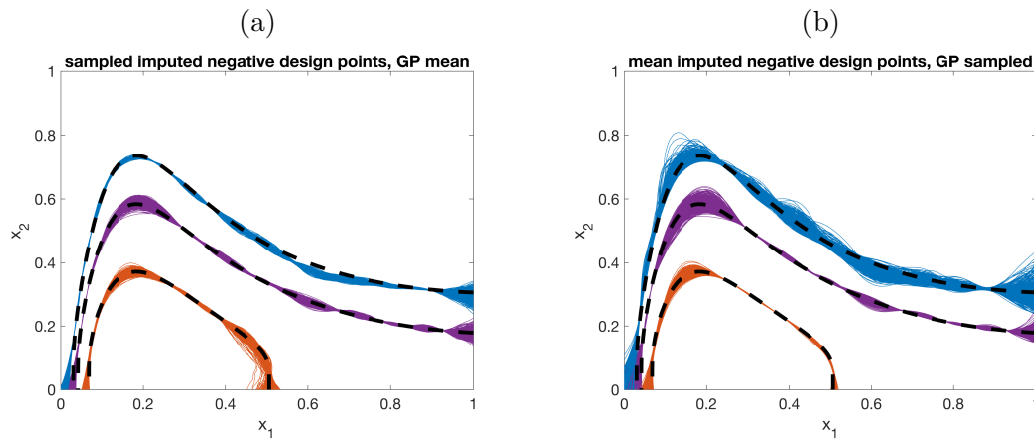 (a)
sampled imputed negative design points, GP mean
1
0.8
0.6
0.4
0.2
0
x2
0 0.2 0.4 0.6 0.8 1
x1
(b)
mean imputed negative design points, GP sampled
1
0.8
0.6
0.4
0.2
0
x2
0 0.2 0.4 0.6 0.8 1
x1